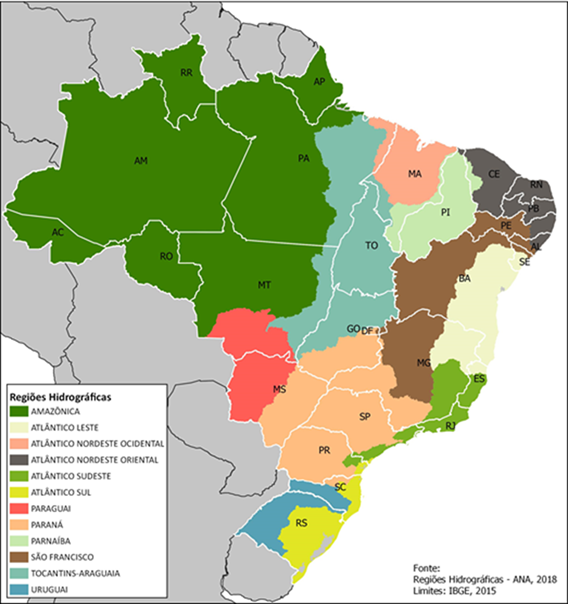 RR
AP
AM
PA
MA
CE
RN
PB
PI
PE
AL
AC
TO
SE
RO
BA
MT
GO
DF
MG
ES
MS
SP
RJ
PR
SC
RS
Regiões Hidrográficas
AMAZÔNICA
ATLÂNTICO LESTE
ATLÂNTICO NORDESTE OCIDENTAL
ATLÂNTICO NORDESTE ORIENTAL
ATLÂNTICO SUDESTE
ATLÂNTICO SUL
PARAGUAI
PARANÁ
PARNAÍBA
SÃO FRANCISCO
TOCANTINS-ARAGUAIA
URUGUAI
Fonte:
Regiões Hidrográficas - ANA, 2018
Limites: IBGE, 2015